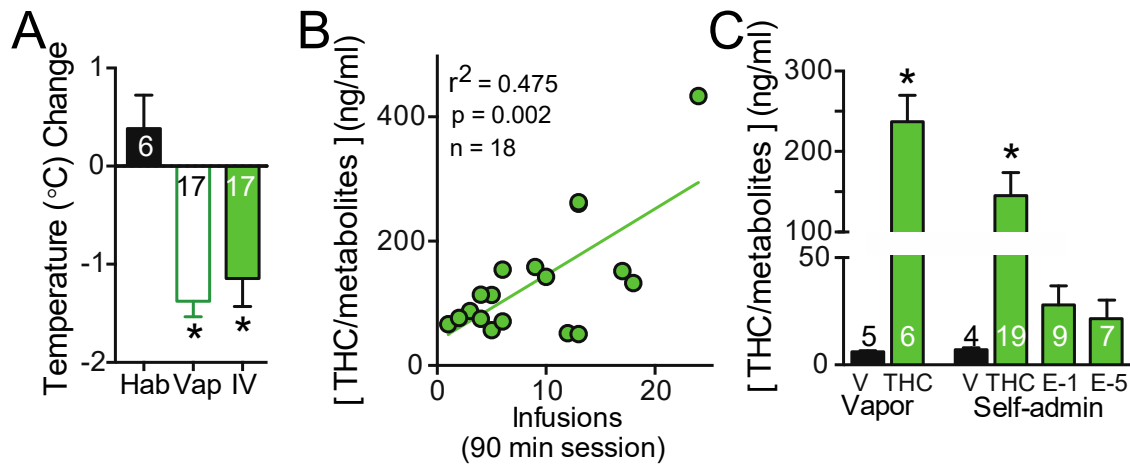 A
Temperature (°C) Change
1
0
-1
-2
6
17
17
*
*
Hab Vap IV
B
[ THC/metabolites ] (ng/ml)
400
200
0
r2 = 0.475
p = 0.002
n = 18
0 10 20
Infusions
(90 min session)
C
[ THC/metabolites ] (ng/ml)
300
200
100
50
0
*
*
5 6 4 19 9 7
V THC V THC E-1 E-5
Vapor Self-admin